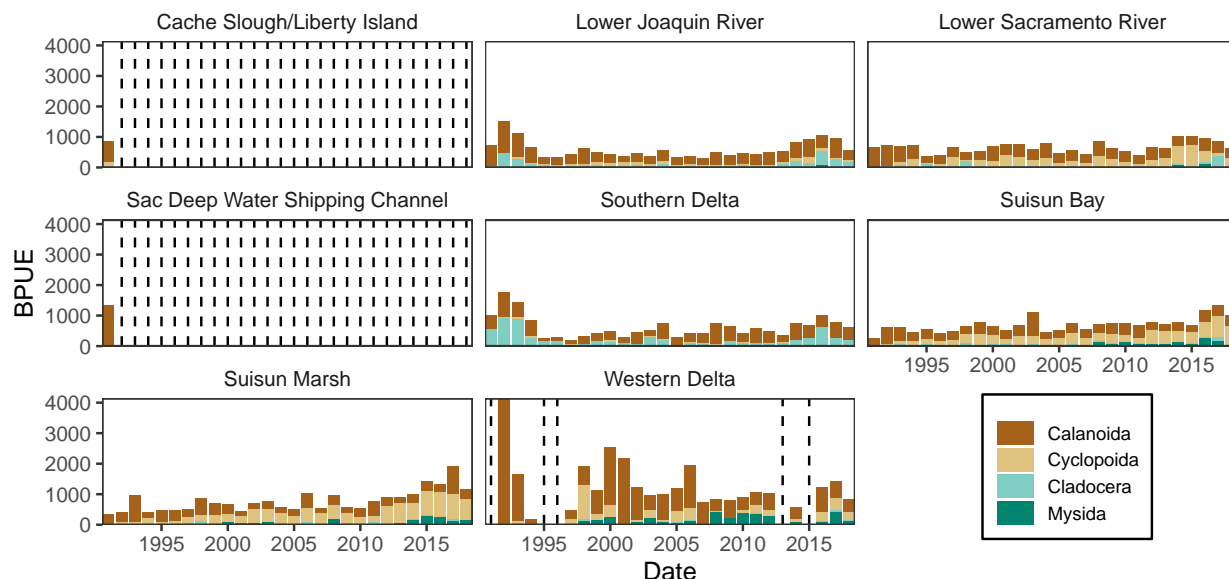 Cache Slough/Liberty Island
Lower Joaquin River
Lower Sacramento River
4000
3000
2000
1000
0
Sac Deep Water Shipping Channel
Southern Delta
Suisun Bay
4000
3000
2000
1000
0
BPUE
1995 2000 2005 2010 2015
Suisun Marsh
Western Delta
4000
3000
2000
1000
0
1995 2000 2005 2010 2015
1995 2000 2005 2010 2015
Date
Calanoida
Cyclopoida
Cladocera
Mysida